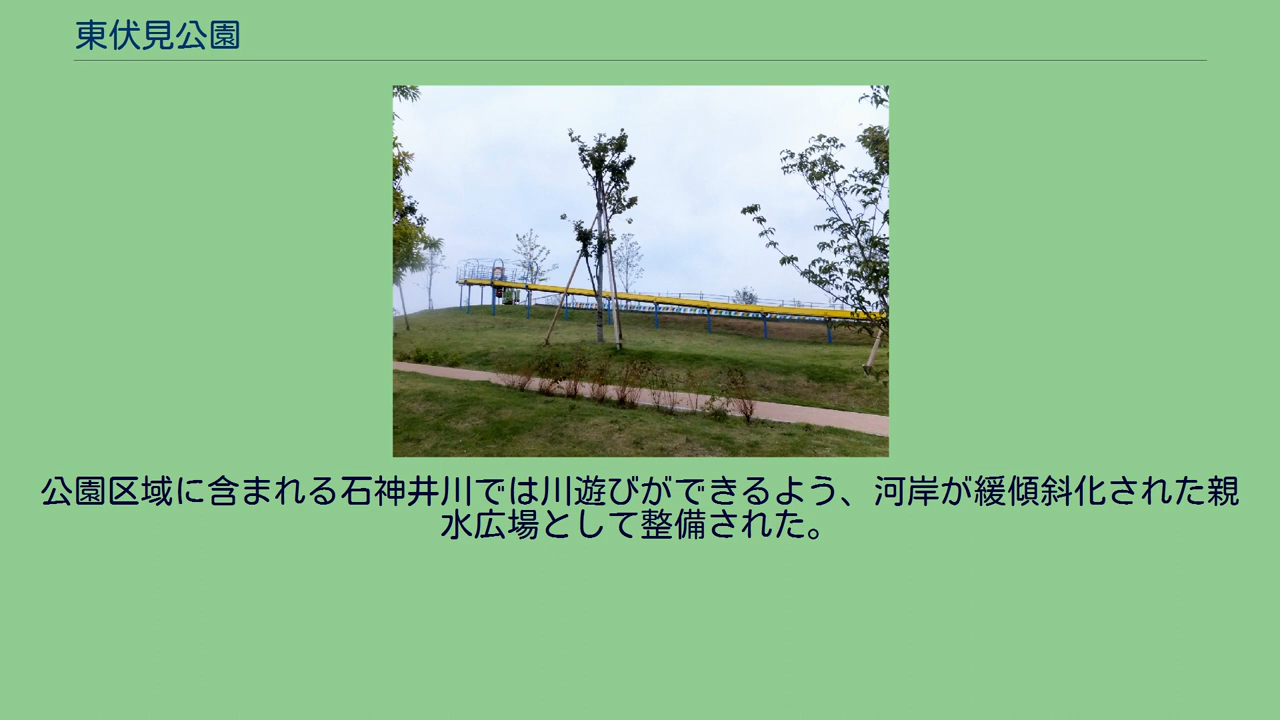 東伏見公園
公園区域に含まれる石神井川では川遊びができるよう、河岸が緩傾斜化された親
水広場として整備された。